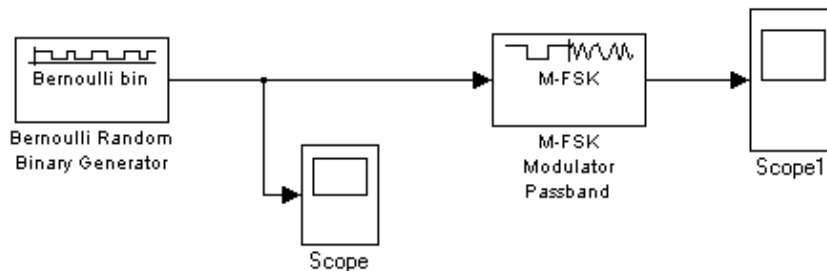 Bernoulli bin
Bernoulli Random
Binary Generator
M-FSK
M-FSK
Modulator
Passband
Scope
Scope1